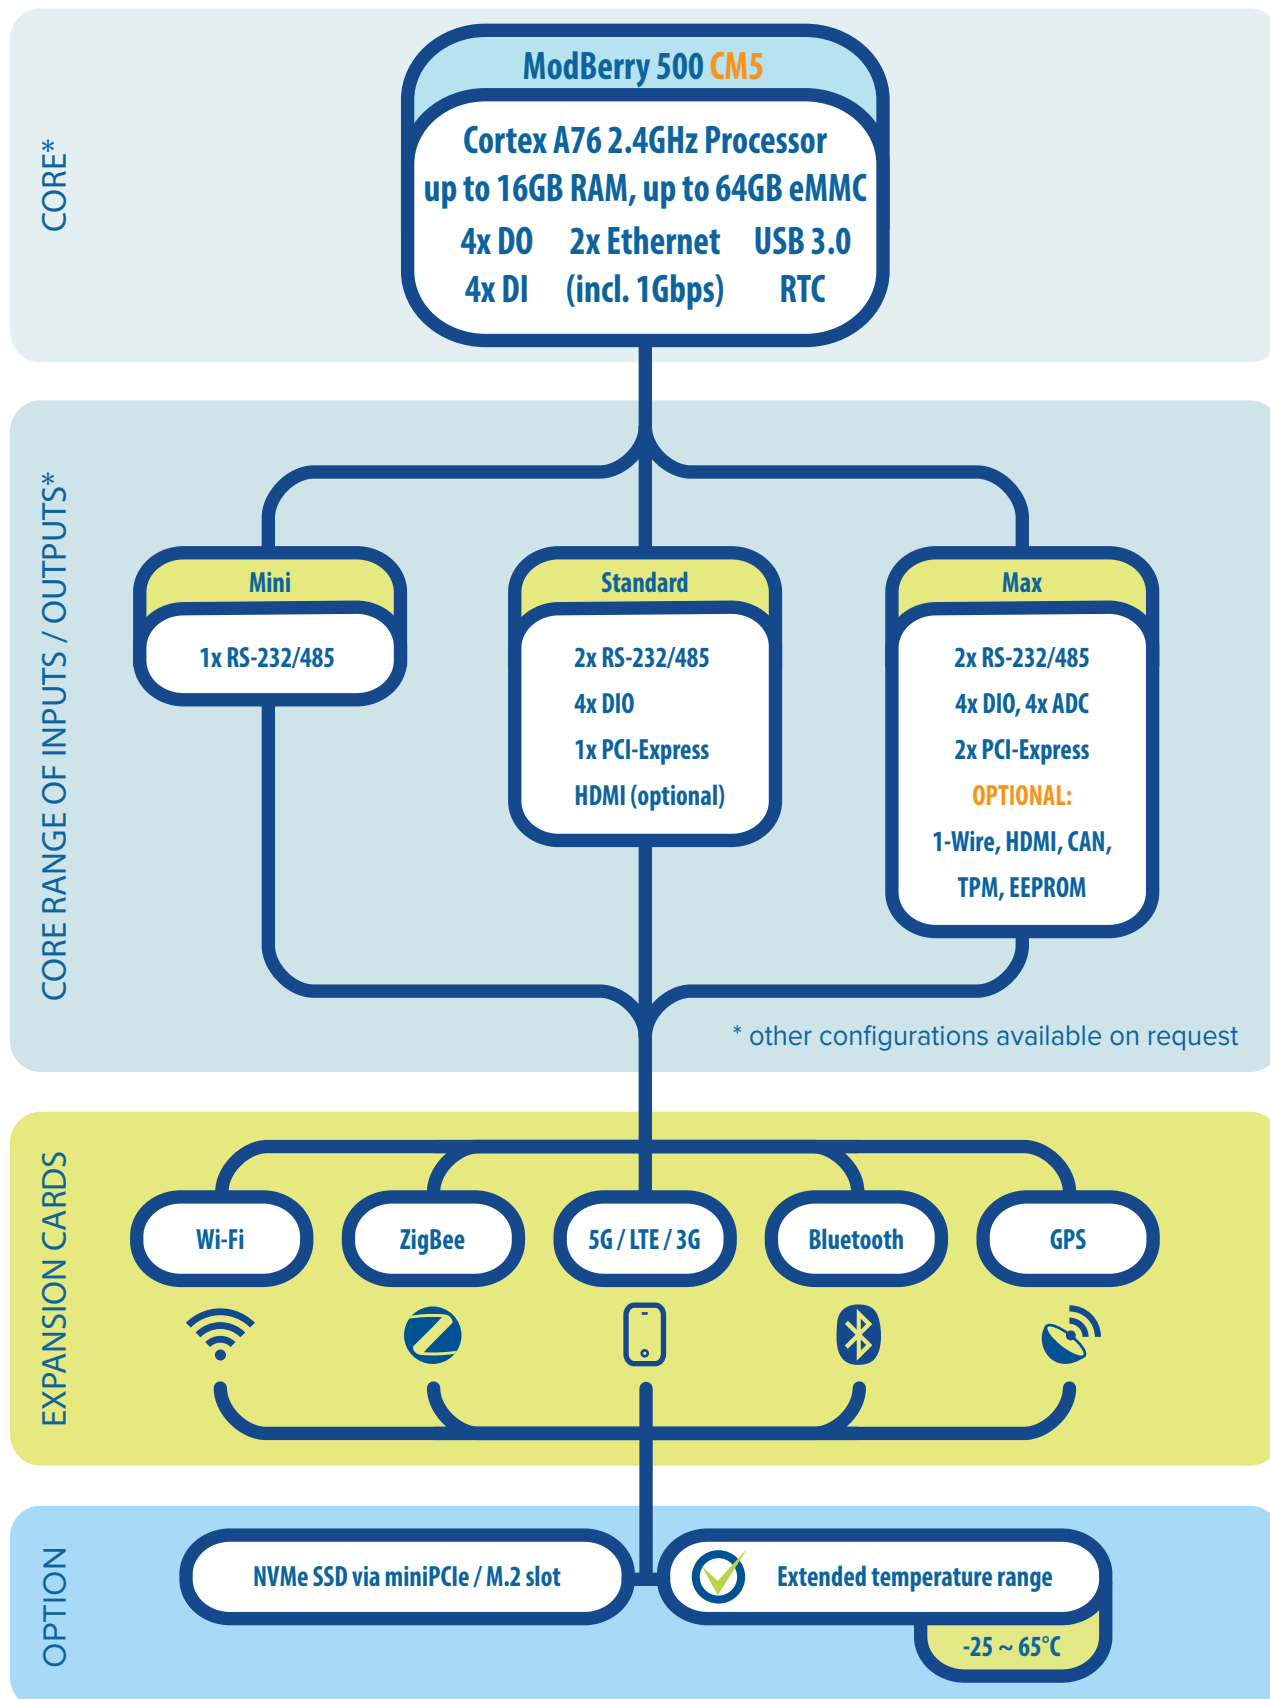 CORE*
ModBerry 500 CM5
Cortex A76 2.4GHz Processor
up to 16GB RAM, up to 64GB eMMC
4x DO 2x Ethernet USB 3.0
4x DI (incl. 1Gbps) RTC
CORE RANGE OF INPUTS / OUTPUTS*
Mini
1x RS-232/485
Standard
2x RS-232/485
4x DIO
1x PCI-Express
HDMI (optional)
Max
2x RS-232/485
4x DIO, 4x ADC
2x PCI-Express
OPTIONAL:
1-Wire, HDMI, CAN,
TPM, EEPROM
* other configurations available on request
EXPANSION CARDS
Wi-Fi
ZigBee
5G / LTE / 3G
Bluetooth
GPS
OPTION
NVMe SSD via miniPCIe / M.2 slot
Extended temperature range
-25 ~ 65°C